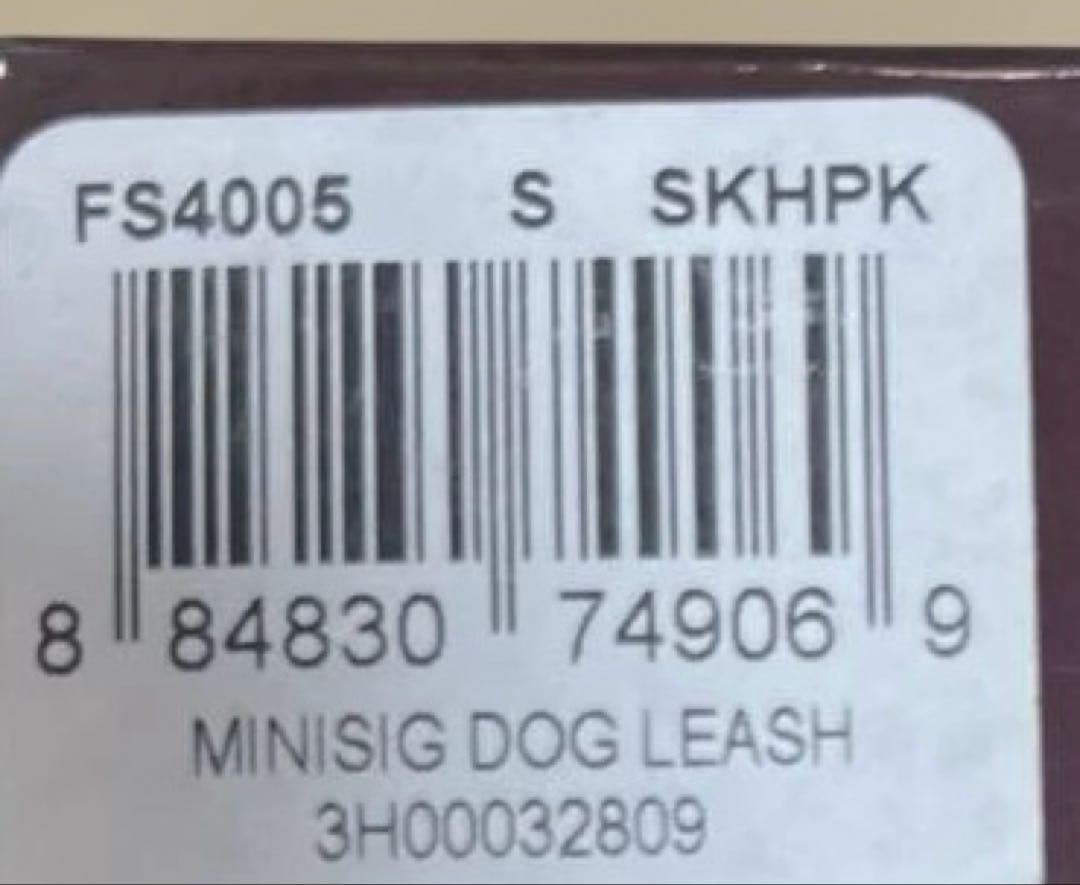 FS4005 S SKHPK
8 84830 74906 9
MINISIG DOG LEASH
3H00032809